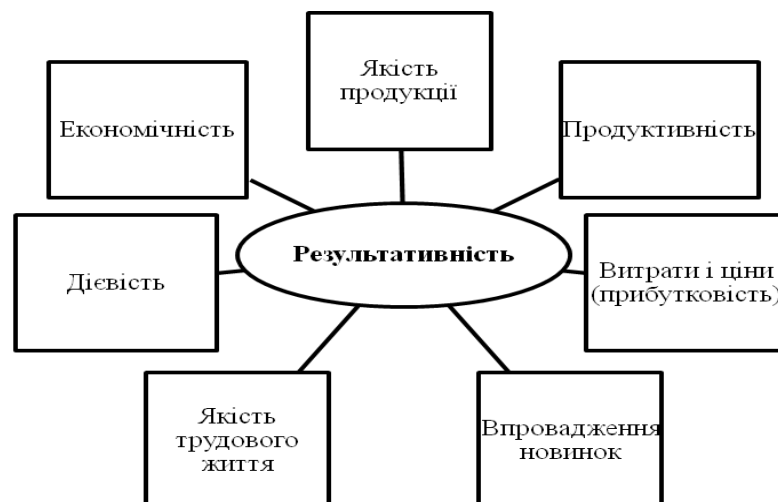 Якість
продукції
Економічність
Продуктивність
Результативність
Дієвість
Витрати і ціни
(прибутковість)
Якість
трудового
життя
Впровадження
новинок